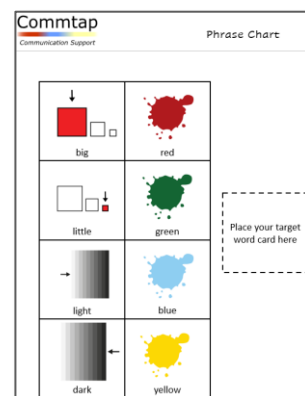 Commtap
Communication Support
Phrase Chart
big
red
little
green
Place your target
word card here
light
blue
dark
yellow